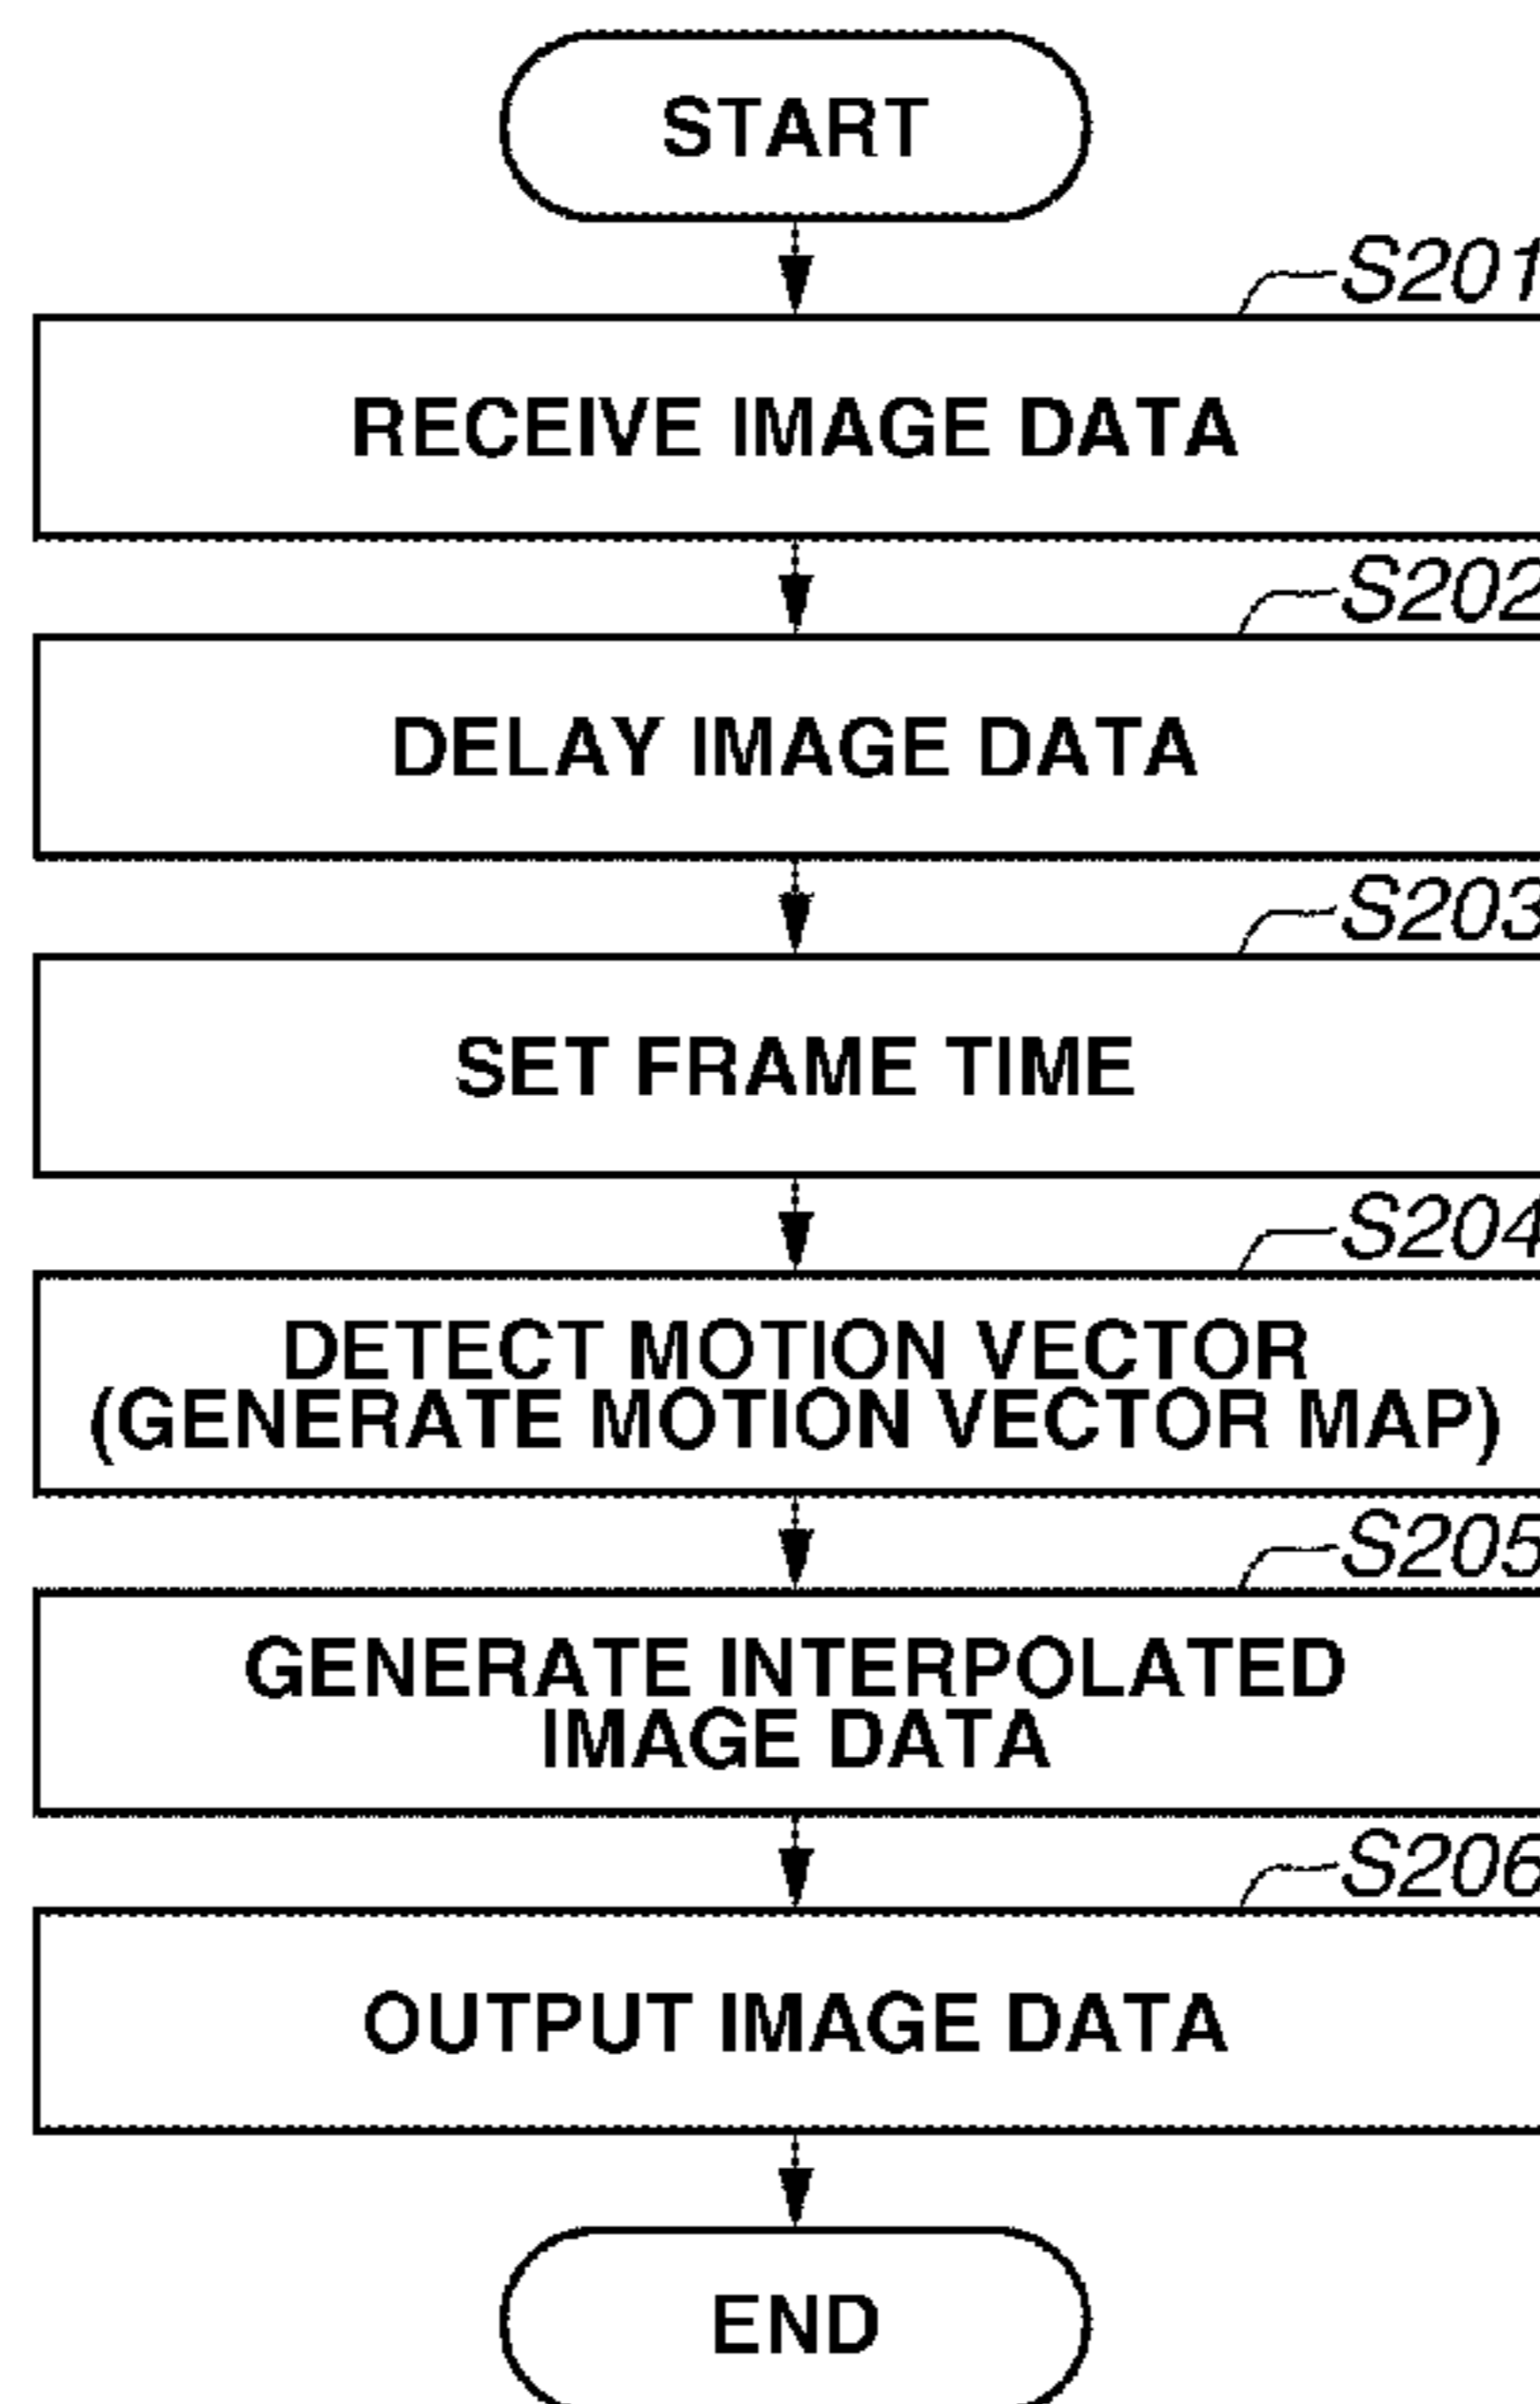 START
S201
RECEIVE IMAGE DATA
S202
DELAY IMAGE DATA
S203
SET FRAME TIME
S204
DETECT MOTION VECTOR
(GENERATE MOTION VECTOR MAP)
S205
GENERATE INTERPOLATED
IMAGE DATA
S206
OUTPUT IMAGE DATA
END